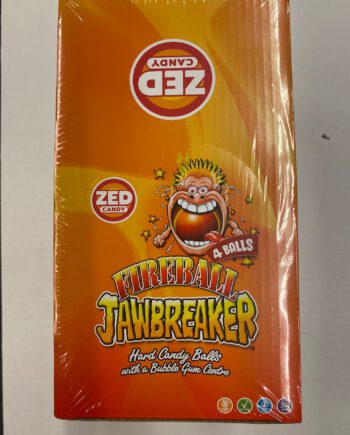 ZED
CANDY
ZED
CANDY
4 BALLS
FIREBALL
JAWBREAKER
Hard Candy Balls
with a Bubble Gum Centre